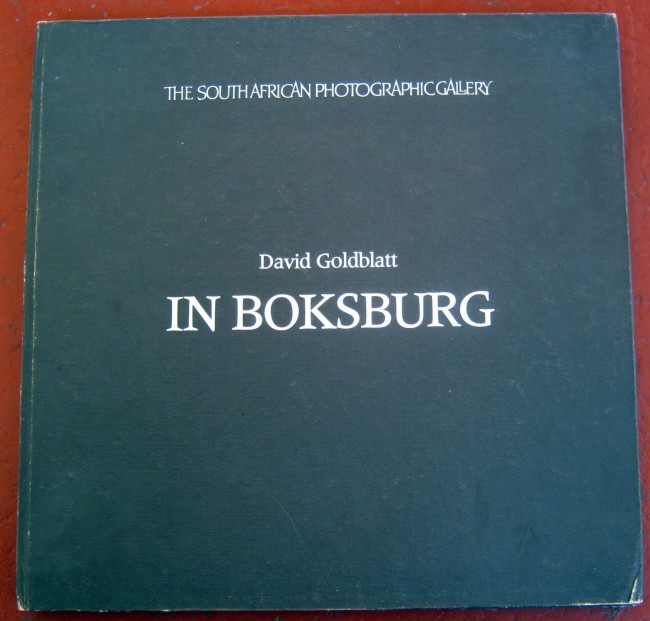 THE SOUTH AFRICAN PHOTOGRAPHIC GALLERY
David Goldblatt
IN BOKSBURG